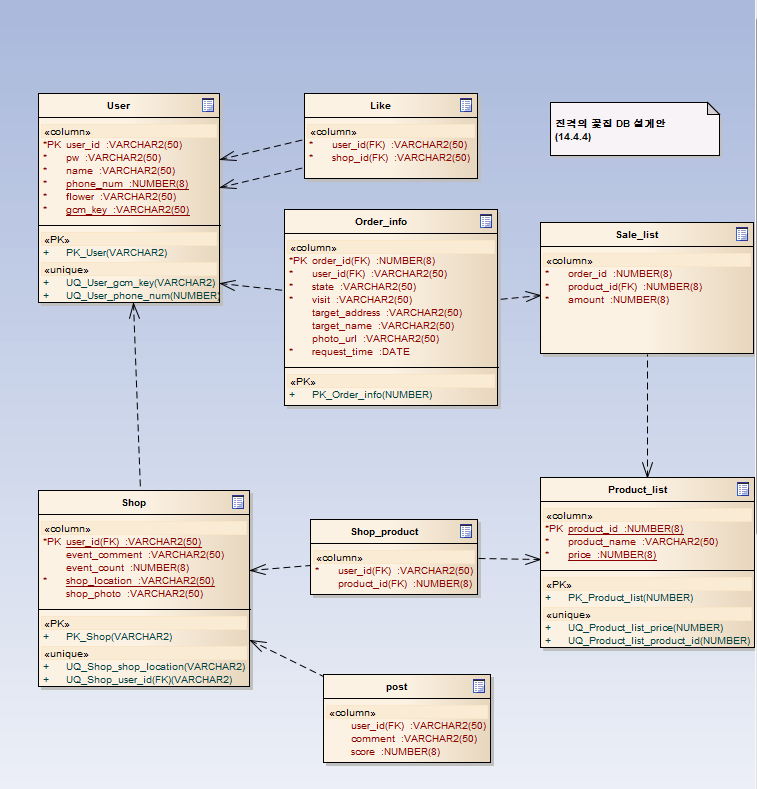 User
«column»
*PK user_id :VARCHAR2(50)
* pw :VARCHAR2(50)
* name :VARCHAR2(50)
* phone_num :NUMBER(8)
* flower :VARCHAR2(50)
* gcm_key :VARCHAR2(50)
«PK»
+ PK_User(VARCHAR2)
«unique»
+ UQ_User_gcm_key(VARCHAR2)
+ UQ_User_phone_num(NUMBER)
Like
«column»
* user_id(FK) :VARCHAR2(50)
* shop_id(FK) :VARCHAR2(50)
진격의 꽃집 DB 설계안
(14.4.4)
Order_info
«column»
*PK order_id(FK) :NUMBER(8)
* user_id(FK) :VARCHAR2(50)
* state :VARCHAR2(50)
* visit :VARCHAR2(50)
target_address :VARCHAR2(50)
target_name :VARCHAR2(50)
photo_url :VARCHAR2(50)
* request_time :DATE
«PK»
+ PK_Order_info(NUMBER)
Sale_list
«column»
* order_id :NUMBER(8)
* product_id(FK) :NUMBER(8)
* amount :NUMBER(8)
Shop
«column»
*PK user_id(FK) :VARCHAR2(50)
event_comment :VARCHAR2(50)
event_count :NUMBER(8)
* shop_location :VARCHAR2(50)
shop_photo :VARCHAR2(50)
«PK»
+ PK_Shop(VARCHAR2)
«unique»
+ UQ_Shop_shop_location(VARCHAR2)
+ UQ_Shop_user_id(FK)(VARCHAR2)
Shop_product
«column»
* user_id(FK) :VARCHAR2(50)
product_id(FK) :NUMBER(8)
Product_list
«column»
*PK product_id :NUMBER(8)
* product_name :VARCHAR2(50)
* price :NUMBER(8)
«PK»
+ PK_Product_list(NUMBER)
«unique»
+ UQ_Product_list_price(NUMBER)
+ UQ_Product_list_product_id(NUMBER)
post
«column»
user_id(FK) :VARCHAR2(50)
comment :VARCHAR2(50)
score :NUMBER(8)